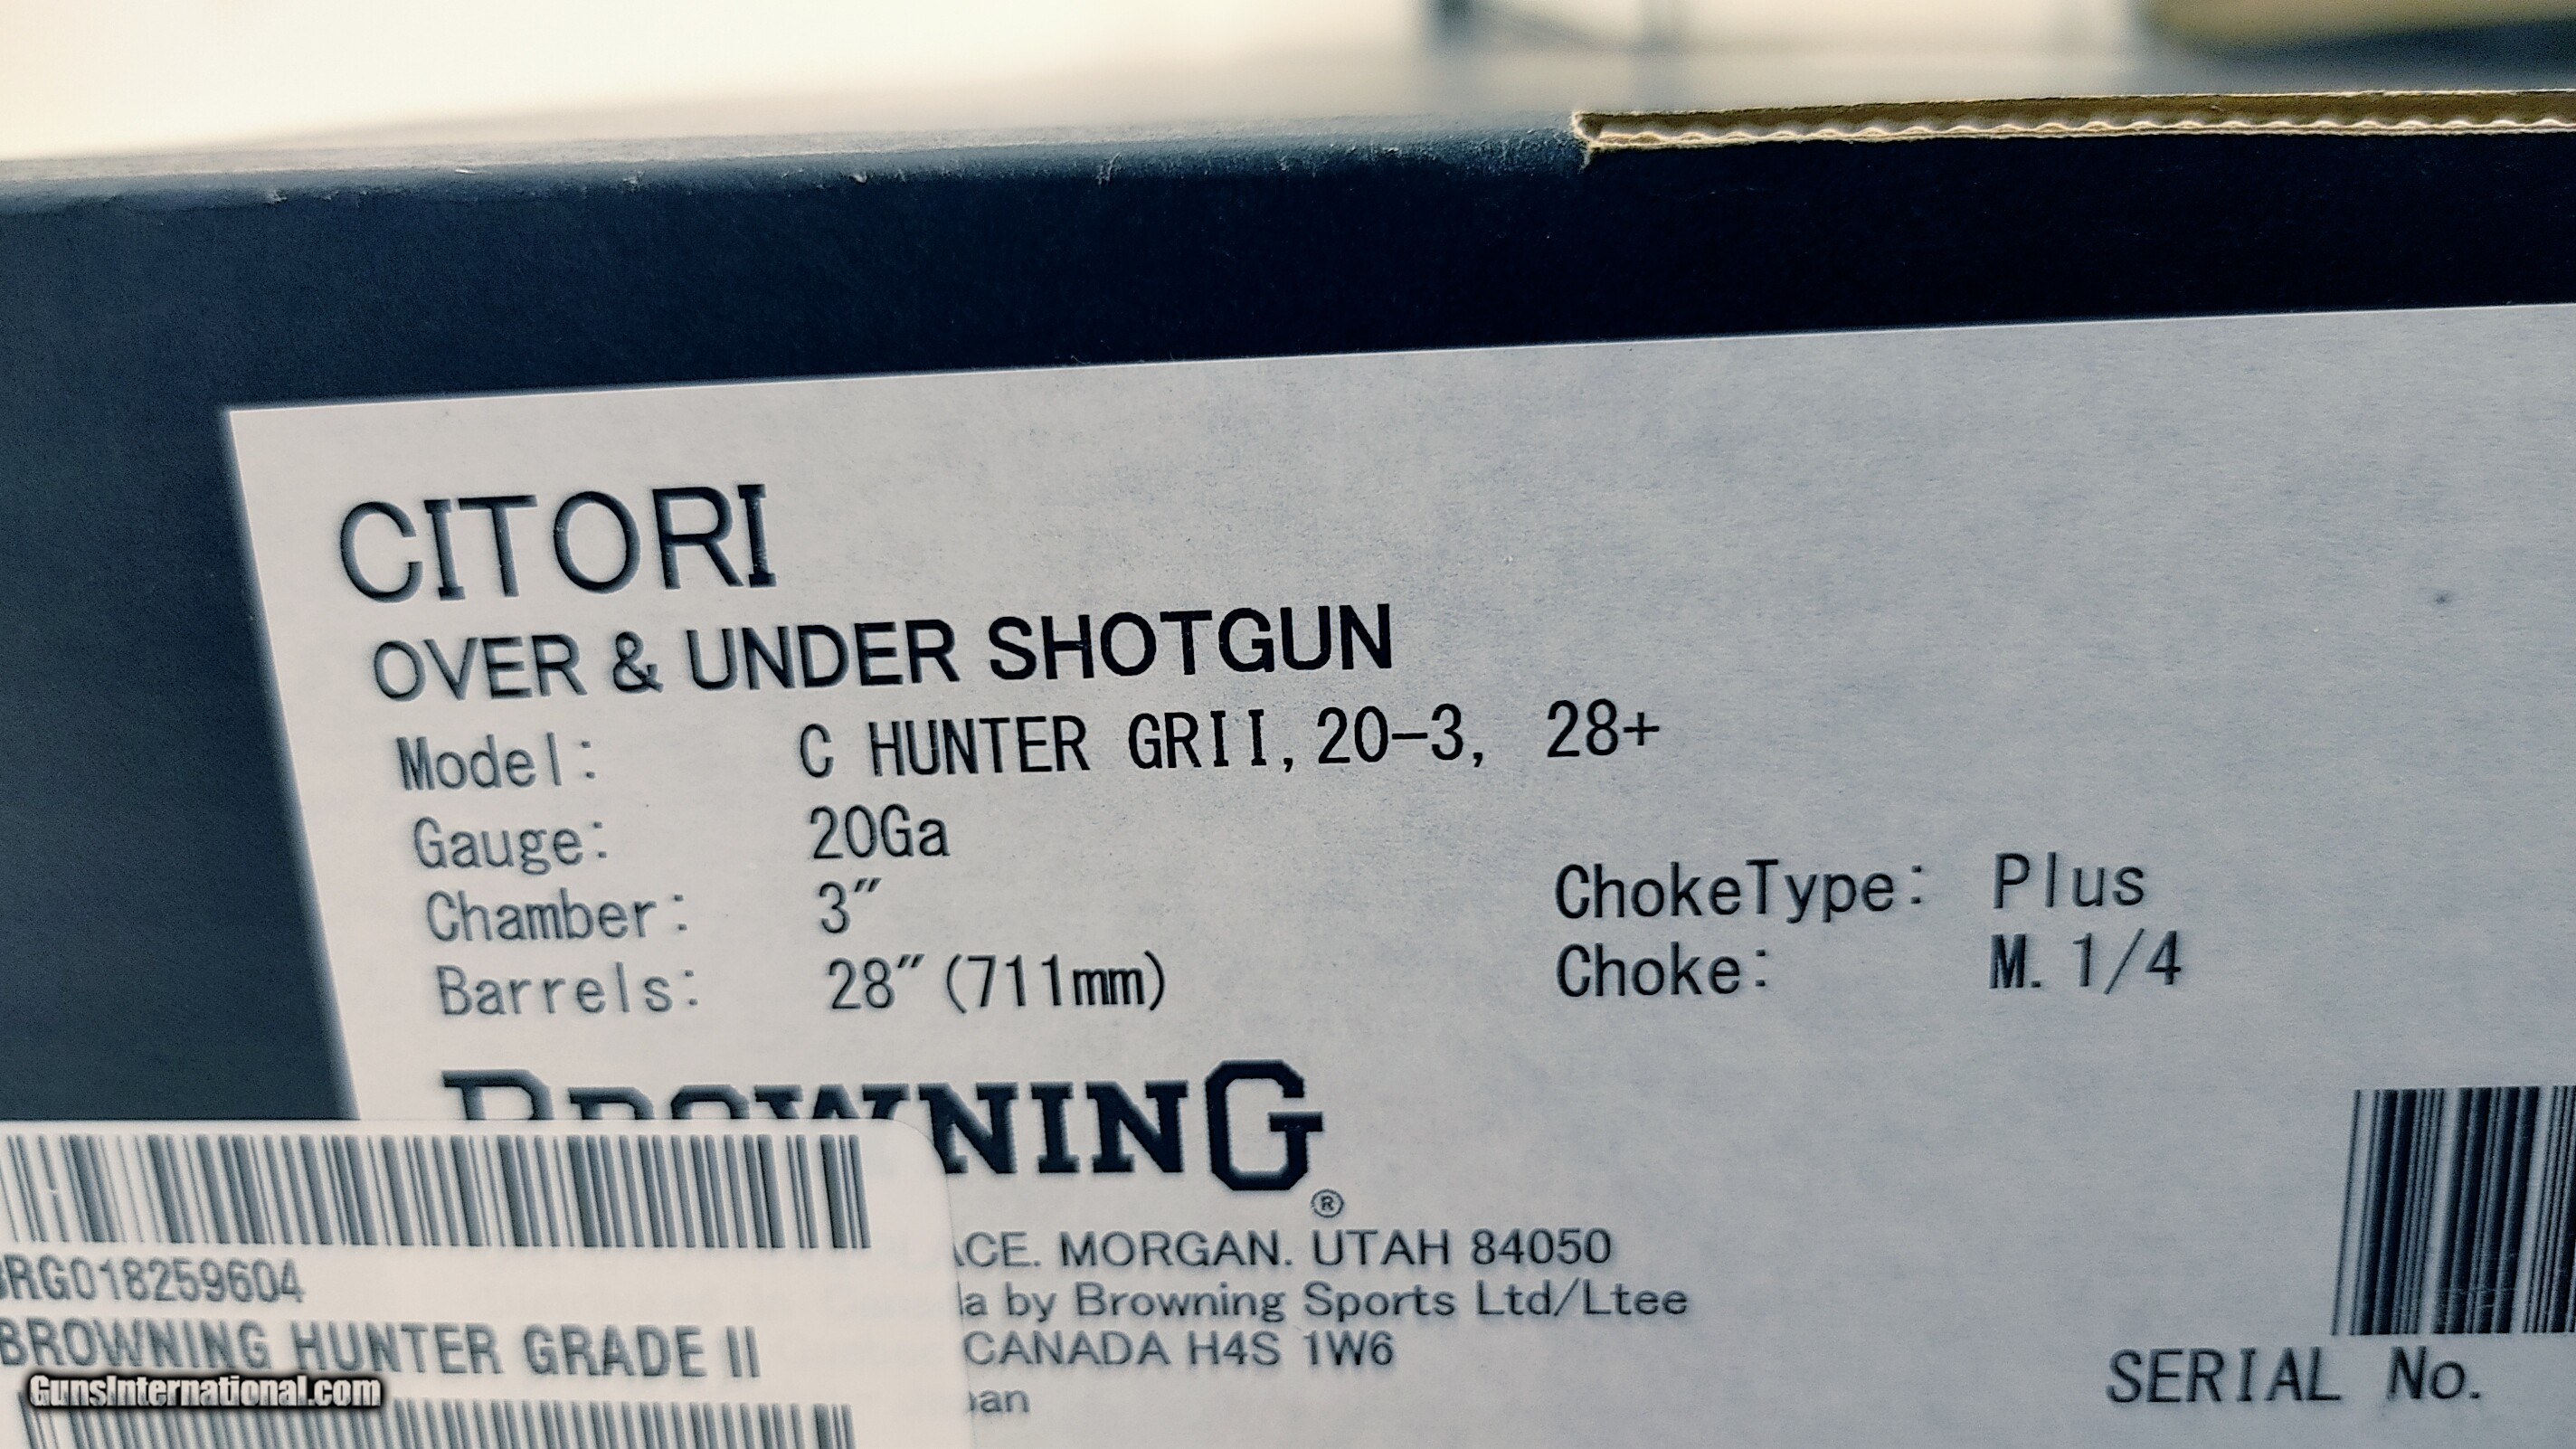 CITORI
OVER & UNDER SHOTGUN
Model: C HUNTER GRII, 20-3, 28+
Gauge: 20Ga
Chamber: 3"
Barrels: 28"(711mm)
ChokeType: Plus
Choke: M. 1/4
BROWNING®
MORGAN. UTAH 84050
by Browning Sports Ltd/Ltee
CANADA H4S 1W6
SERIAL No.
RG018259604
BROWNING HUNTER GRADE II
GunsInternational.com